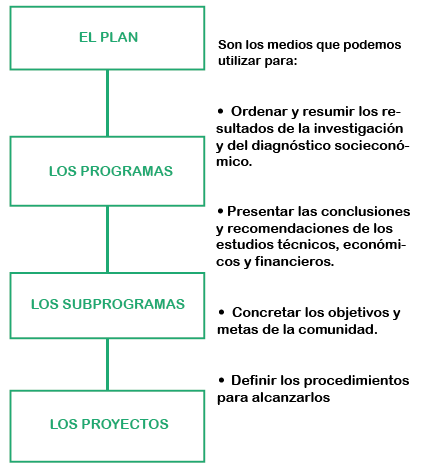 EL PLAN
LOS PROGRAMAS
LOS SUBPROGRAMAS
LOS PROYECTOS
Son los medios que podemos
utilizar para:
• Ordenar y resumir los re-
sultados de la investigación
y del diagnóstico socieconó-
mico.
• Presentar las conclusiones
y recomendaciones de los
estudios técnicos, económi-
cos y financieros.
• Concretar los objetivos y
metas de la comunidad.
• Definir los procedimientos
para alcanzarlos